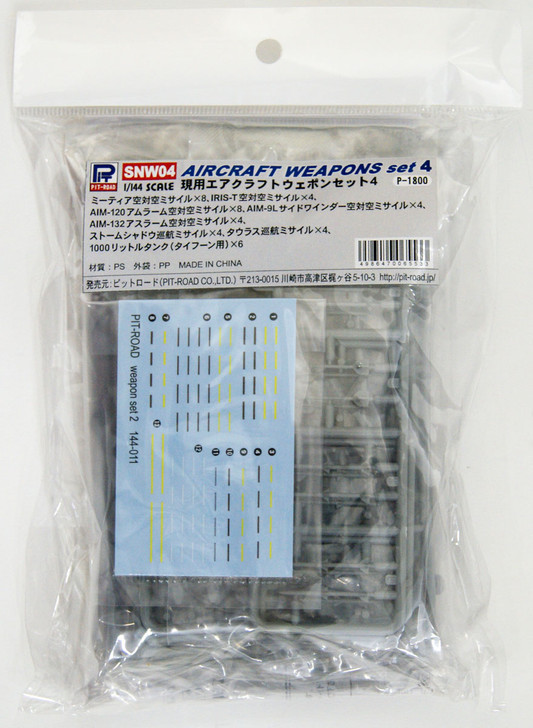 PIT-ROAD
SNW04 AIRCRAFT WEAPONS set 4
1/144 SCALE 現用エアクラフトウェポンセット4 P-1800
ミーティア空対空ミサイル×8、IRIS-T空対空ミサイル×4、
AIM-120アムラーム空対空ミサイル×8、AIM-9Lサイドワインダー空対空ミサイル×4、
AIM-132アスラーム空対空ミサイル×4、
ストームシャドウ巡航ミサイル×4、タウラス巡航ミサイル×4、
1000リットルタンク(タイフーン用)×6
材質:PS 外袋:PP MADE IN CHINA
発売元:ピットロード(PIT-ROAD CO.,LTD.) 〒213-0015 川崎市高津区梶ヶ谷5-10-3 http://pit-road.jp/
PIT-ROAD weapon set 2 144-011